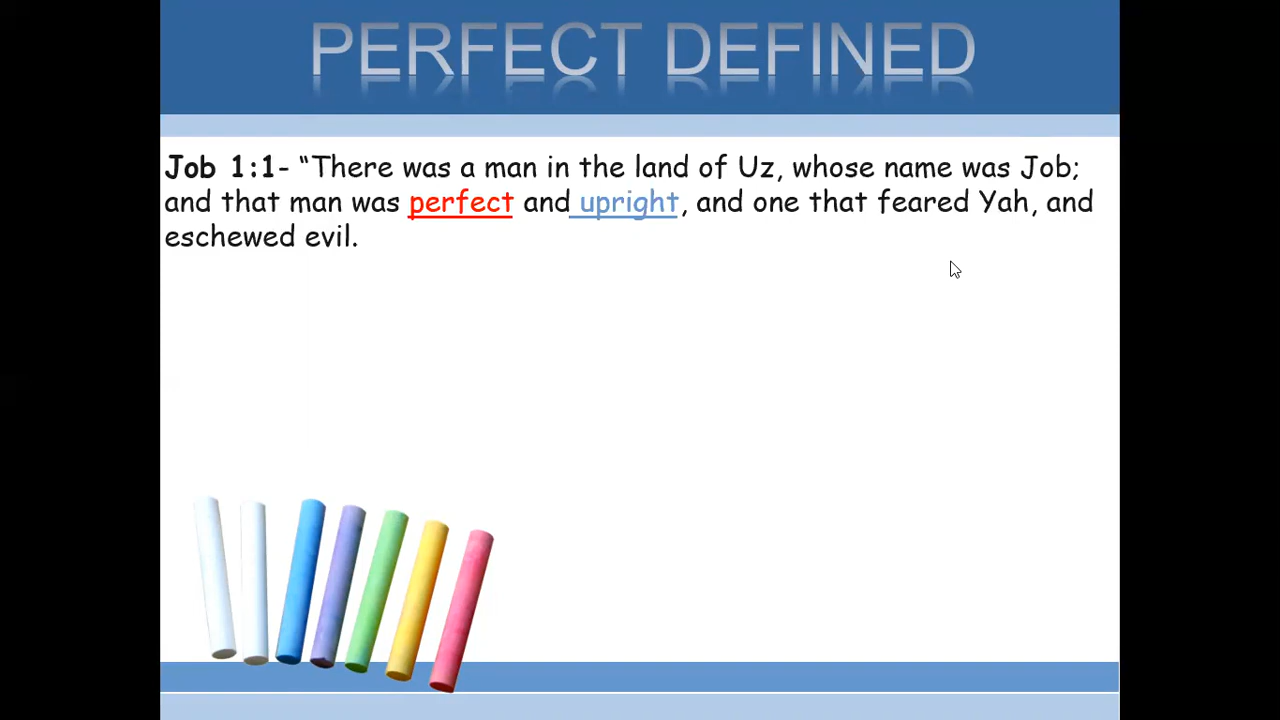 PERFECT DEFINED
Job 1:1- “There was a man in the land of Uz, whose name was Job;
and that man was perfect and upright, and one that feared Yah, and
eschewed evil.